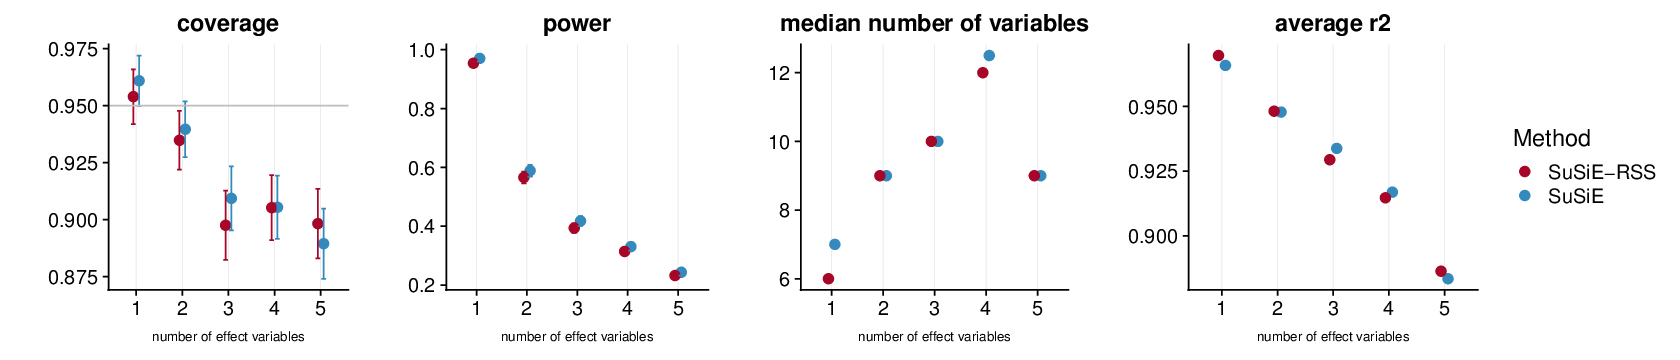 coverage
0.975
0.950
0.925
0.900
0.875
1 2 3 4 5
number of effect variables
power
1.0
0.8
0.6
0.4
0.2
1 2 3 4 5
number of effect variables
median number of variables
12
10
8
6
1 2 3 4 5
number of effect variables
average r2
0.950
0.925
0.900
1 2 3 4 5
number of effect variables
Method
SuSiE−RSS
SuSiE